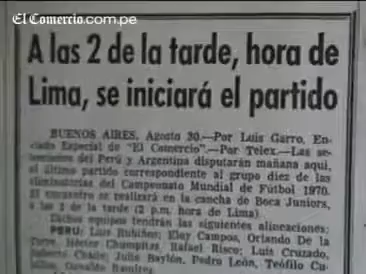 El Comercio.com.pe
A las 2 de la tarde, hora de
Lima, se iniciará el partido
BUENOS AIRES, Agosto 30.—Por Luis Garro, En-
viado Especial de "El Comercio".—Por Telex.—Las se-
lecciones del Perú y Argentina disputarán mañana aquí,
el último partido correspondiente al grupo diez de las
eliminatorias del Campeonato Mundial de Fútbol 1970.
El encuentro se realizará en la cancha de Boca Juniors,
a las 2 de la tarde (2 p.m. hora de Lima).
Dichos equipos tendrán las siguientes alineaciones:
PERU: Luis Rubiños; Eloy Campos, Orlando De la
Torre, Héctor Chumpitaz, Rafael Risco; Luis Cruzado,
Roberto Challe; Julio Baylón, Pedro León, Teófilo Cu-
billas, Oswaldo Ramírez.